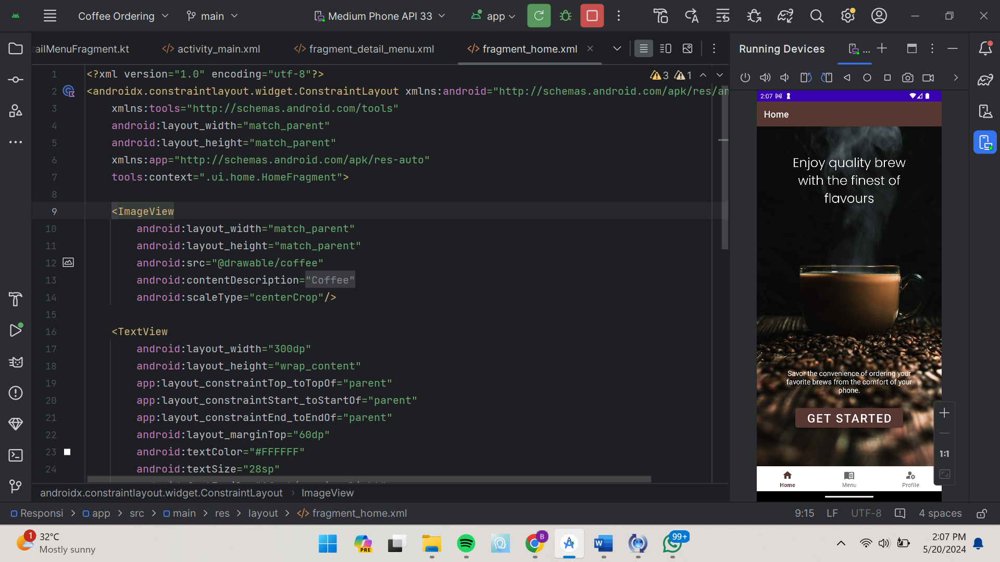 Coffee Ordering
main
Medium Phone API 33
app
ailMenuFragment.kt
activity_main.xml
fragment_detail_menu.xml
fragment_home.xml
Running Devices
...
3
1
1 <?xml version="1.0" encoding="utf-8"?>
2 <androidx.constraintlayout.widget.ConstraintLayout xmlns:android="http://schemas.android.com/apk/res/an
3 xmlns:tools="http://schemas.android.com/tools"
4 android:layout_width="match_parent"
5 android:layout_height="match_parent"
6 xmlns:app="http://schemas.android.com/apk/res-auto"
7 tools:context=".ui.home.HomeFragment">
8
9 <ImageView
10 android:layout_width="match_parent"
11 android:layout_height="match_parent"
12 android:src="@drawable/coffee"
13 android:contentDescription="Coffee"
14 android:scaleType="centerCrop"/>
15
16 <TextView
17 android:layout_width="300dp"
18 android:layout_height="wrap_content"
19 app:layout_constraintTop_toTopOf="parent"
20 app:layout_constraintStart_toStartOf="parent"
21 app:layout_constraintEnd_toEndOf="parent"
22 android:layout_marginTop="60dp"
23 android:textColor="#FFFFFF"
24 android:textSize="28sp"
androidx.constraintlayout.widget.ConstraintLayout > ImageView
2:07
Home
Enjoy quality brew
with the finest of
flavours
Savor the convenience of ordering your
favorite brews from the comfort of your
phone.
GET STARTED
Home
Menu
Profile
1:1
Responsi > app > src > main > res > layout > fragment_home.xml
9:15
LF
UTF-8
4 spaces
1
32°C
Mostly sunny
PRE
B
W
99+
2:07 PM
5/20/2024